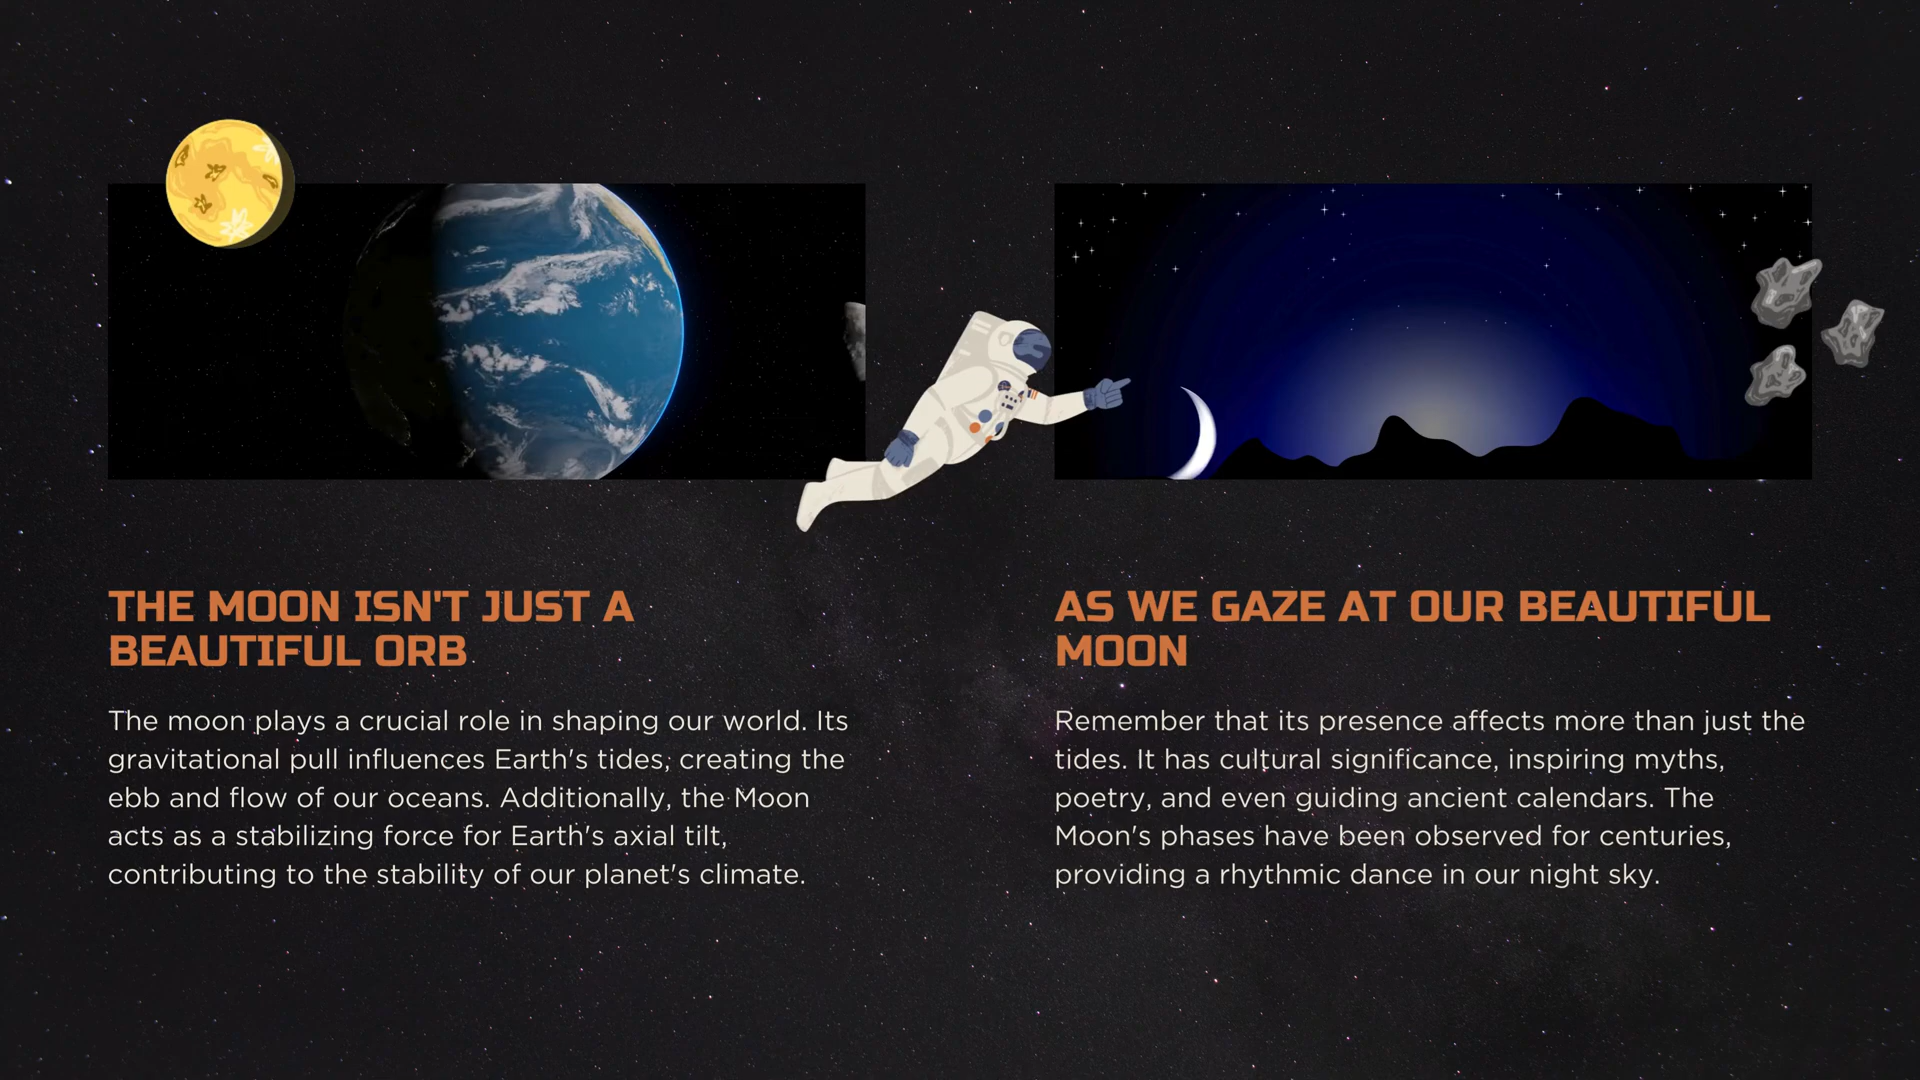 THE MOON ISN'T JUST A
BEAUTIFUL ORB
The moon plays a crucial role in shaping our world. Its
gravitational pull influences Earth's tides, creating the
ebb and flow of our oceans. Additionally, the Moon
acts as a stabilizing force for Earth's axial tilt,
contributing to the stability of our planet's climate.
AS WE GAZE AT OUR BEAUTIFUL
MOON
Remember that its presence affects more than just the
tides. It has cultural significance, inspiring myths,
poetry, and even guiding ancient calendars. The
Moon's phases have been observed for centuries,
providing a rhythmic dance in our night sky.